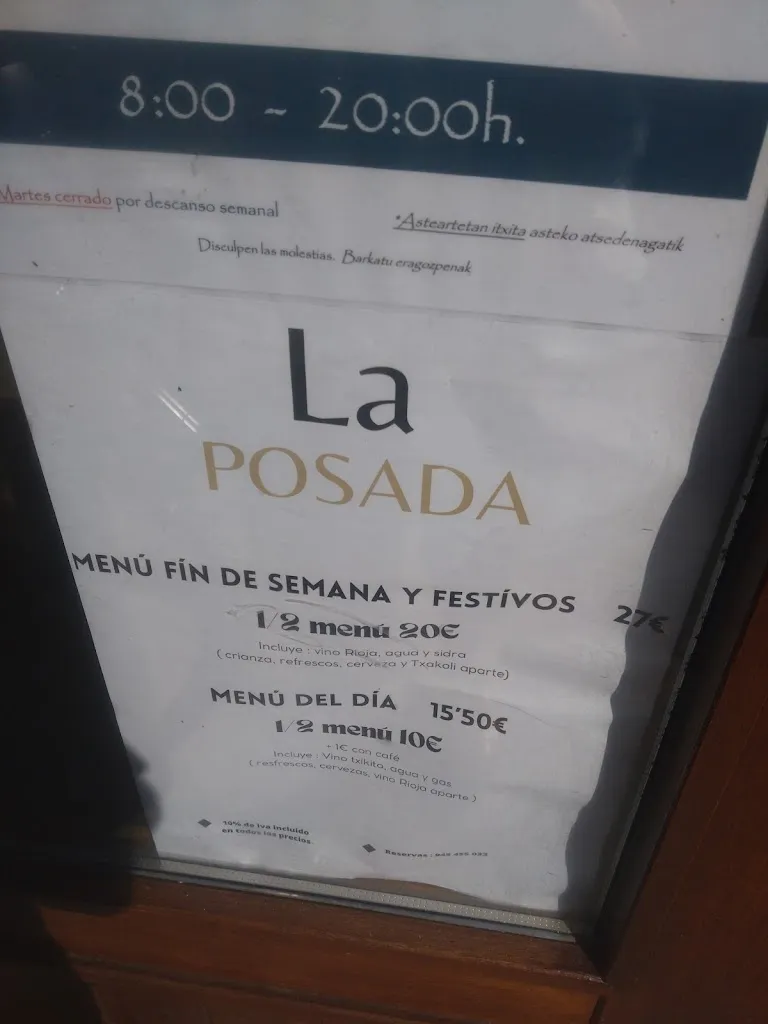 8:00 - 20:00h.
Martes cerrado por descanso semanal
*Asteartetan itxita asteko atsedenagatik
Disculpen las molestias. Barkatu eragozpenak
La
POSADA
MENÚ FÍN DE SEMANA Y FESTÍVOS 27€
1/2 menú 20€
Incluye : vino Rioja, agua y sidra
( crianza, refrescos, cerveza y Txakoli aparte)
MENÚ DEL DÍA 15'50€
1/2 menú 10€
+ 1€ con café
Incluye : Vino txikito, agua y gas
( resfrescos, cervezas, vino Rioja aparte )
10% de Iva incluido
en todos los precios.
Reservas :